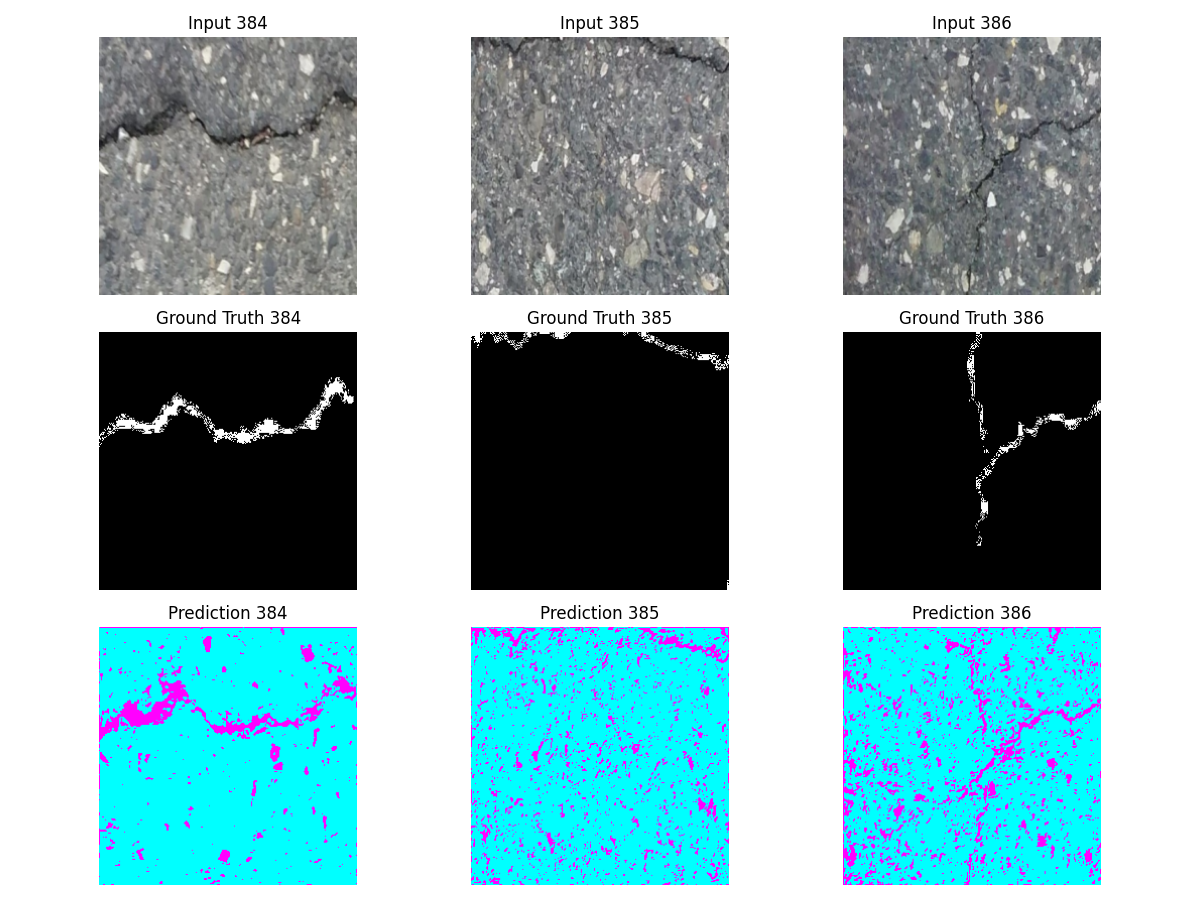 Input 384
Input 385
Input 386
Ground Truth 384
Ground Truth 385
Ground Truth 386
Prediction 384
Prediction 385
Prediction 386